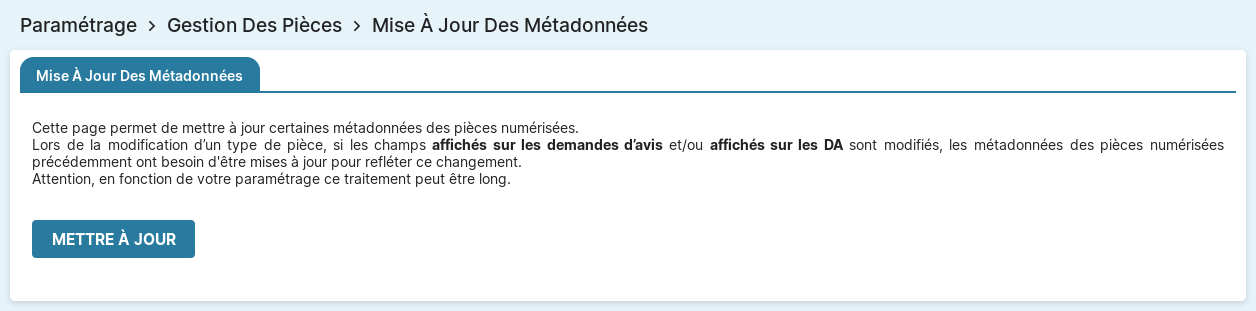 Paramétrage > Gestion Des Pièces > Mise À Jour Des Métadonnées
Mise À Jour Des Métadonnées
Cette page permet de mettre à jour certaines métadonnées des pièces numérisées.
Lors de la modification d’un type de pièce, si les champs affichés sur les demandes d’avis et/ou affichés sur les DA sont modifiés, les métadonnées des pièces numérisées
précédemment ont besoin d'être mises à jour pour refléter ce changement.
Attention, en fonction de votre paramétrage ce traitement peut être long.
METTRE À JOUR